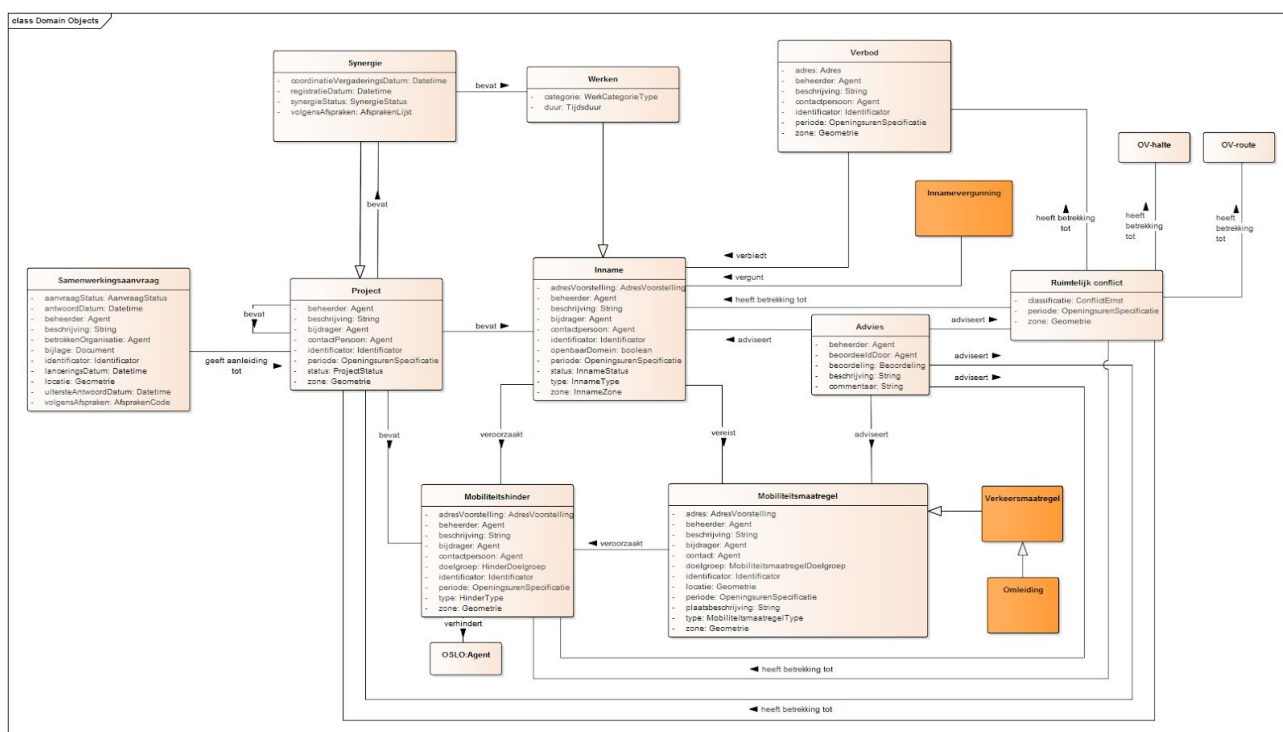 class Domain Objects
Synergie
- coordinatieVergaderingsDatum: Datetime
- registratieDatum: Datetime
- synergieStatus: SynergieStatus
- volgensAfspraken: AfsprakenLijst
bevat
Werken
- categorie: WerkCategorieType
- duur: Tijdsduur
Verbod
- adres: Adres
- beheerder: Agent
- beschrijving: String
- contactpersoon: Agent
- identificator: Identificator
- periode: OpeningsurenSpecificatie
- zone: Geometrie
OV-halte
OV-route
Innamevergunning
bevat
heeft betrekking
tot
heeft
betrekking
tot
heeft
betrekking
tot
verbiedt
vergunt
heeft betrekking tot
adviseert
Samenwerkingsaanvraag
- aanvraagStatus: AanvraagStatus
- antwoordDatum: Datetime
- beheerder: Agent
- beschrijving: String
- betrokkenOrganisatie: Agent
- bijlage: Document
- identificator: Identificator
- lanceringsDatum: Datetime
- locatie: Geometrie
- uitersteAntwoordDatum: Datetime
- volgensAfspraken: AfsprakenCode
geeft aanleiding
tot
bevat
Project
- beheerder: Agent
- beschrijving: String
- bijdrager: Agent
- contactPersoon: Agent
- identificator: Identificator
- periode: OpeningsurenSpecificatie
- status: ProjectStatus
- zone: Geometrie
bevat
Inname
- adresVoorstelling: AdresVoorstelling
- beheerder: Agent
- beschrijving: String
- bijdrager: Agent
- contactpersoon: Agent
- identificator: Identificator
- openbaarDomein: boolean
- periode: OpeningsurenSpecificatie
- status: InnameStatus
- type: InnameType
- zone: InnameZone
Advies
- beheerder: Agent
- beoordeeldDoor: Agent
- beoordeling: Beoordeling
- beschrijving: String
- commentaar: String
adviseert
adviseert
adviseert
Ruimtelijk conflict
- classificatie: ConflictErnst
- periode: OpeningsurenSpecificatie
- zone: Geometrie
bevat
veroorzaakt
vereist
adviseert
Mobiliteitshinder
- adresVoorstelling: AdresVoorstelling
- beheerder: Agent
- beschrijving: String
- bijdrager: Agent
- contactpersoon: Agent
- doelgroep: HinderDoelgroep
- identificator: Identificator
- periode: OpeningsurenSpecificatie
- type: HinderType
- zone: Geometrie
veroorzaakt
Mobiliteitsmaatregel
- adres: AdresVoorstelling
- beheerder: Agent
- beschrijving: String
- bijdrager: Agent
- contact: Agent
- doelgroep: MobiliteitsmaatregelDoelgroep
- identificator: Identificator
- locatie: Geometrie
- periode: OpeningsurenSpecificatie
- plaatsbeschrijving: String
- type: MobiliteitsmaatregelType
- zone: Geometrie
Verkeersmaatregel
Omleiding
verhindert
OSLO:Agent
heeft betrekking tot
heeft betrekking tot